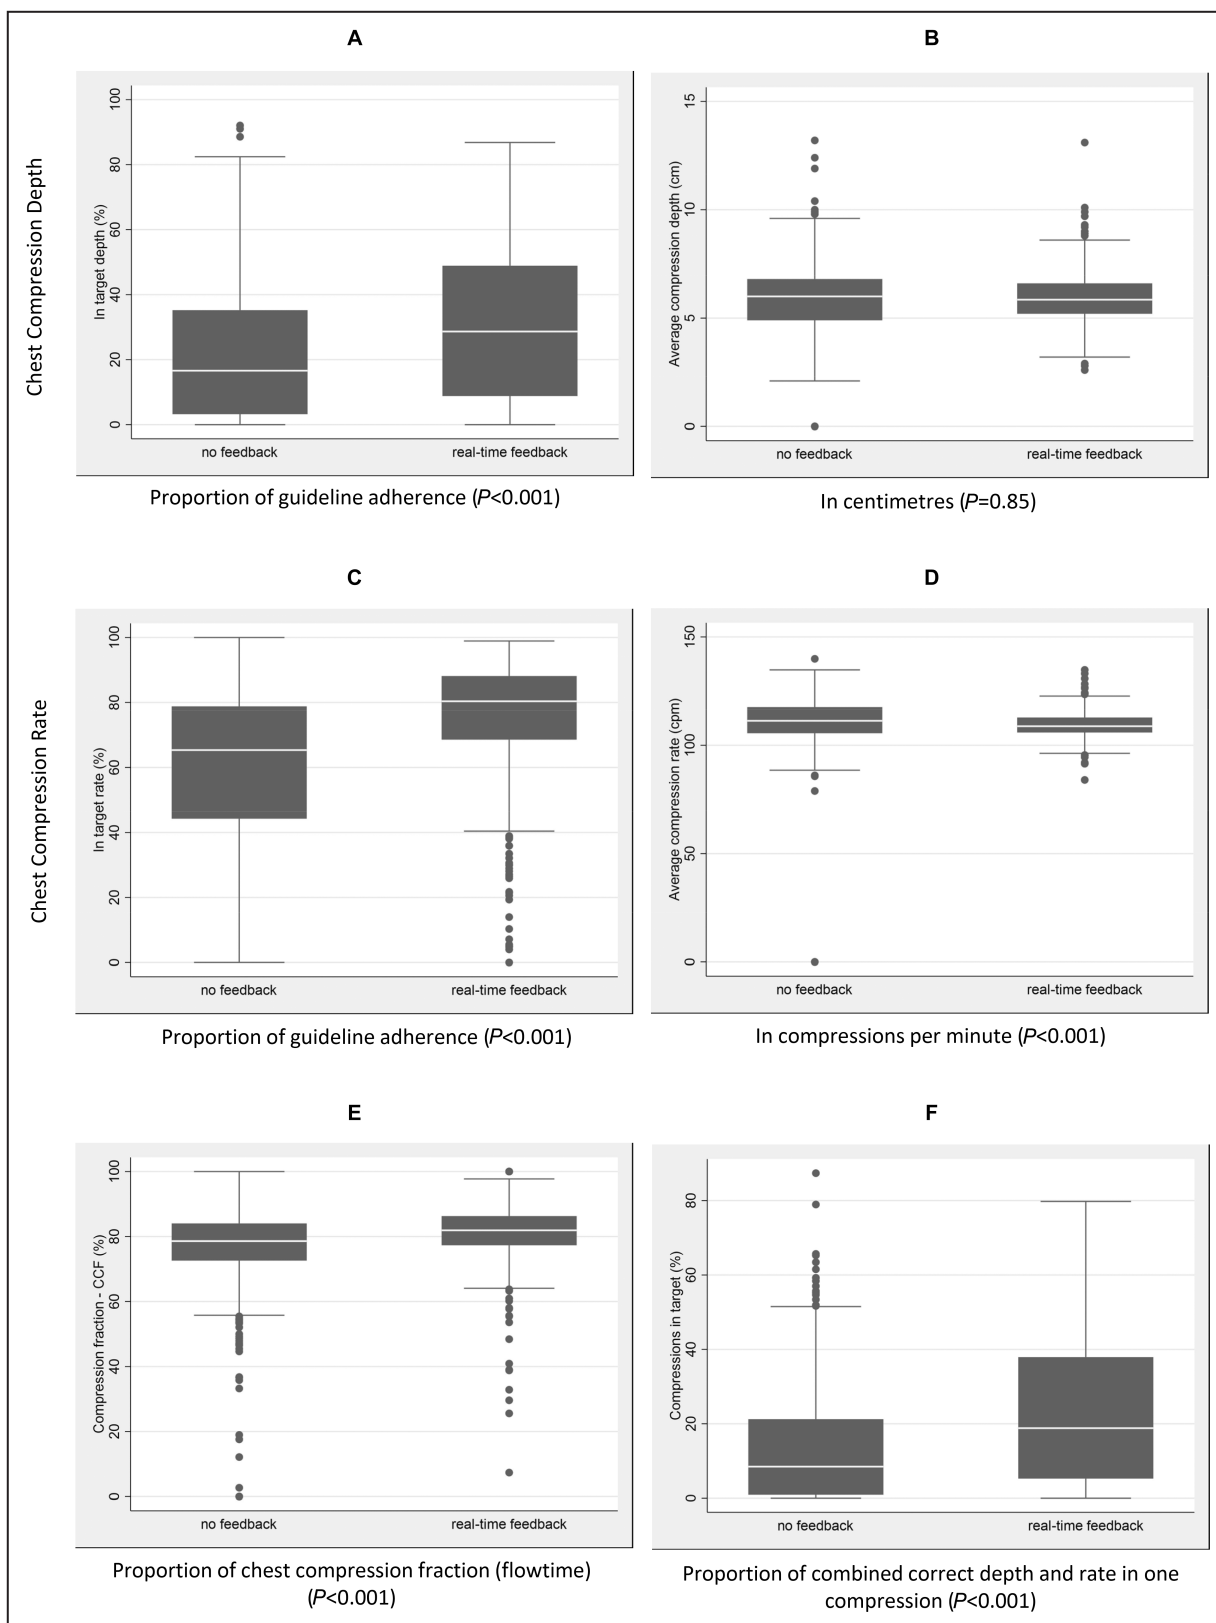 A
Chest Compression Depth
In target depth (%)
100
80
60
40
20
0
no feedback
real-time feedback
Proportion of guideline adherence (P<0.001)
B
Average compression depth (cm)
15
10
5
0
no feedback
real-time feedback
In centimetres (P=0.85)
C
Chest Compression Rate
In target rate (%)
100
80
60
40
20
0
no feedback
real-time feedback
Proportion of guideline adherence (P<0.001)
D
Average compression rate (cpm)
150
100
50
0
no feedback
real-time feedback
In compressions per minute (P<0.001)
E
Compression fraction - CCF (%)
100
80
60
40
20
0
no feedback
real-time feedback
Proportion of chest compression fraction (flowtime)
(P<0.001)
F
Compressions in target (%)
80
60
40
20
0
no feedback
real-time feedback
Proportion of combined correct depth and rate in one
compression (P<0.001)